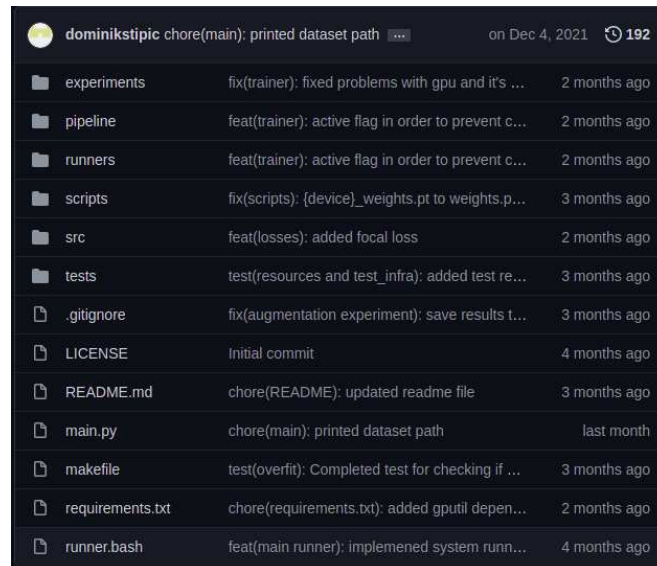 dominikstipic chore(main): printed dataset path ... on Dec 4, 2021 192
experiments fix(trainer): fixed problems with gpu and it's ... 2 months ago
pipeline feat(trainer): active flag in order to prevent c... 2 months ago
runners feat(trainer): active flag in order to prevent c... 2 months ago
scripts fix(scripts): {device}_weights.pt to weights.p... 3 months ago
src feat(losses): added focal loss 2 months ago
tests test(resources and test_infra): added test re... 3 months ago
.gitignore fix(augmentation experiment): save results t... 3 months ago
LICENSE Initial commit 4 months ago
README.md chore(README): updated readme file 3 months ago
main.py chore(main): printed dataset path last month
makefile test(overfit): Completed test for checking if ... 3 months ago
requirements.txt chore(requirements.txt): added gputil depen... 2 months ago
runner.bash feat(main runner): implemened system runn... 4 months ago